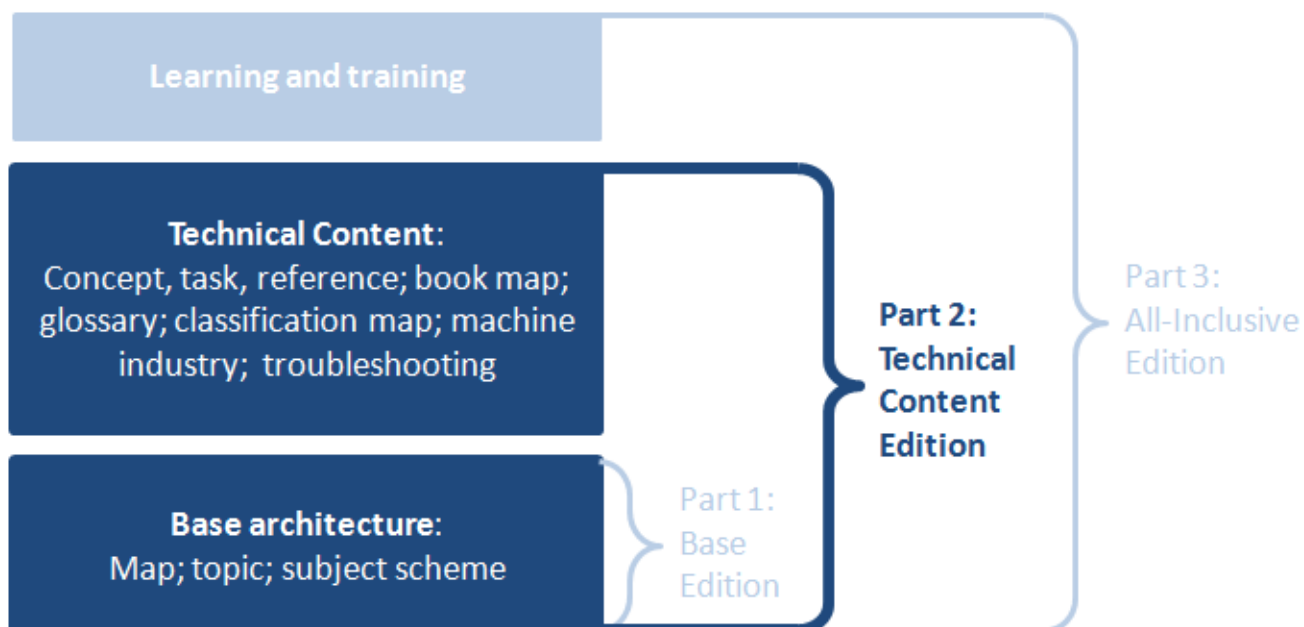 Learning and training
Technical Content:
Concept, task, reference; book map;
glossary; classification map; machine
industry; troubleshooting
Base architecture:
Map; topic; subject scheme
Part 1:
Base
Edition
Part 2:
Technical
Content
Edition
Part 3:
All-Inclusive
Edition